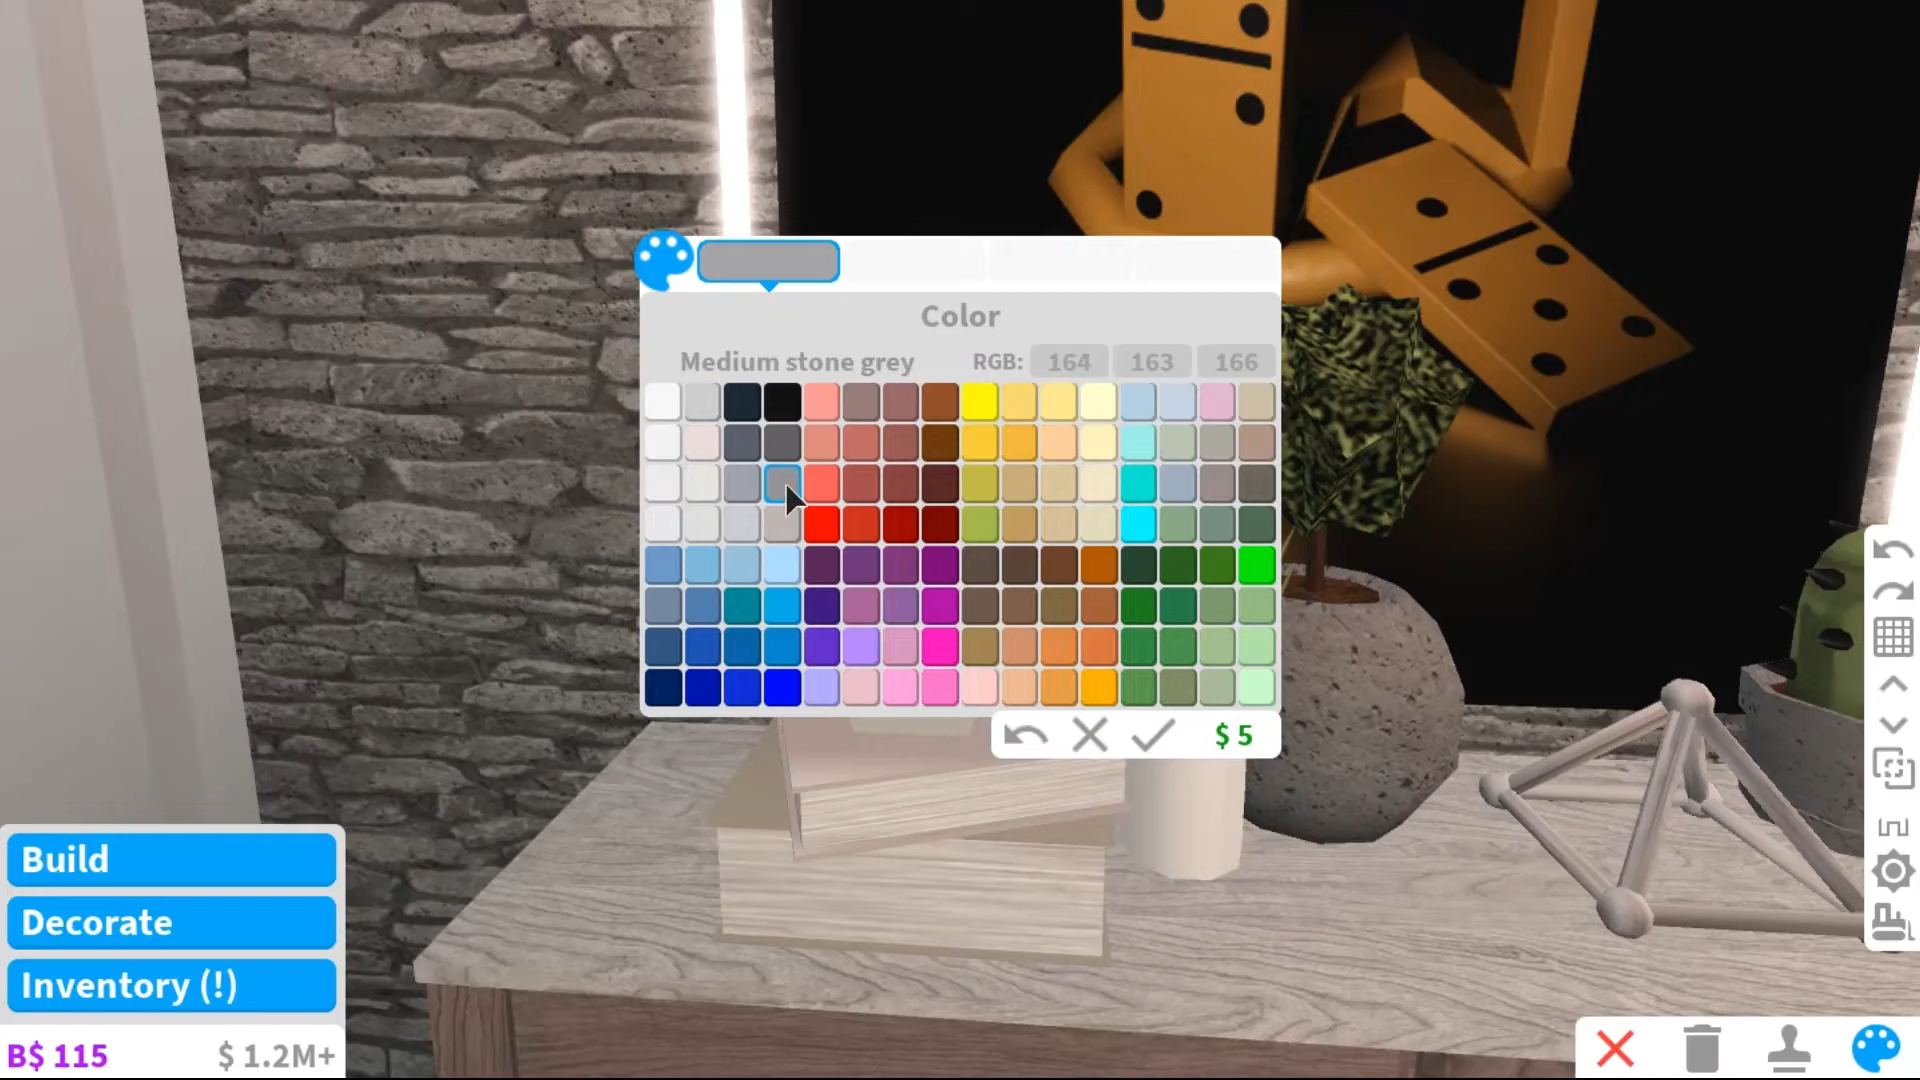 Color
Medium stone grey RGB: 164 163 166
$ 5
Build
Decorate
Inventory (!)
B$ 115 $ 1.2M+